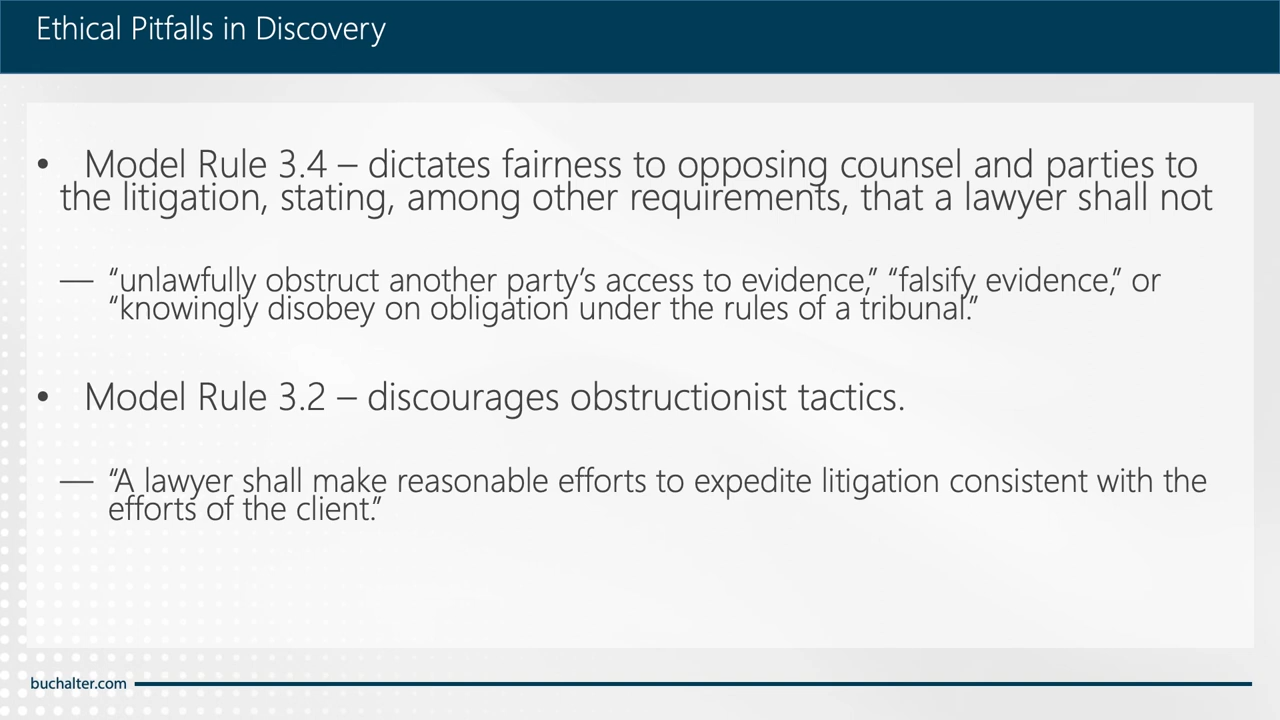 Ethical Pitfalls in Discovery
• Model Rule 3.4 – dictates fairness to opposing counsel and parties to
the litigation, stating, among other requirements, that a lawyer shall not
— “unlawfully obstruct another party’s access to evidence,” “falsify evidence,” or
“knowingly disobey on obligation under the rules of a tribunal.”
• Model Rule 3.2 – discourages obstructionist tactics.
— “A lawyer shall make reasonable efforts to expedite litigation consistent with the
efforts of the client.”
buchalter.com